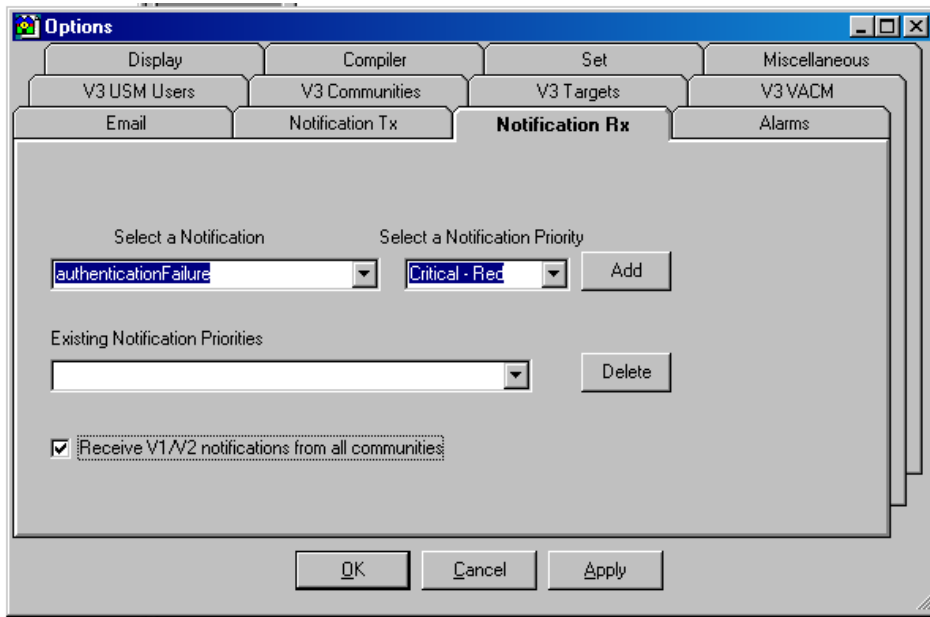 Options
Display Compiler Set Miscellaneous
V3 USM Users V3 Communities V3 Targets V3 VACM
Email Notification Tx Notification Rx Alarms
Select a Notification Select a Notification Priority
authenticationFailure Critical - Red Add
Existing Notification Priorities
Delete
Receive V1/V2 notifications from all communities
OK Cancel Apply